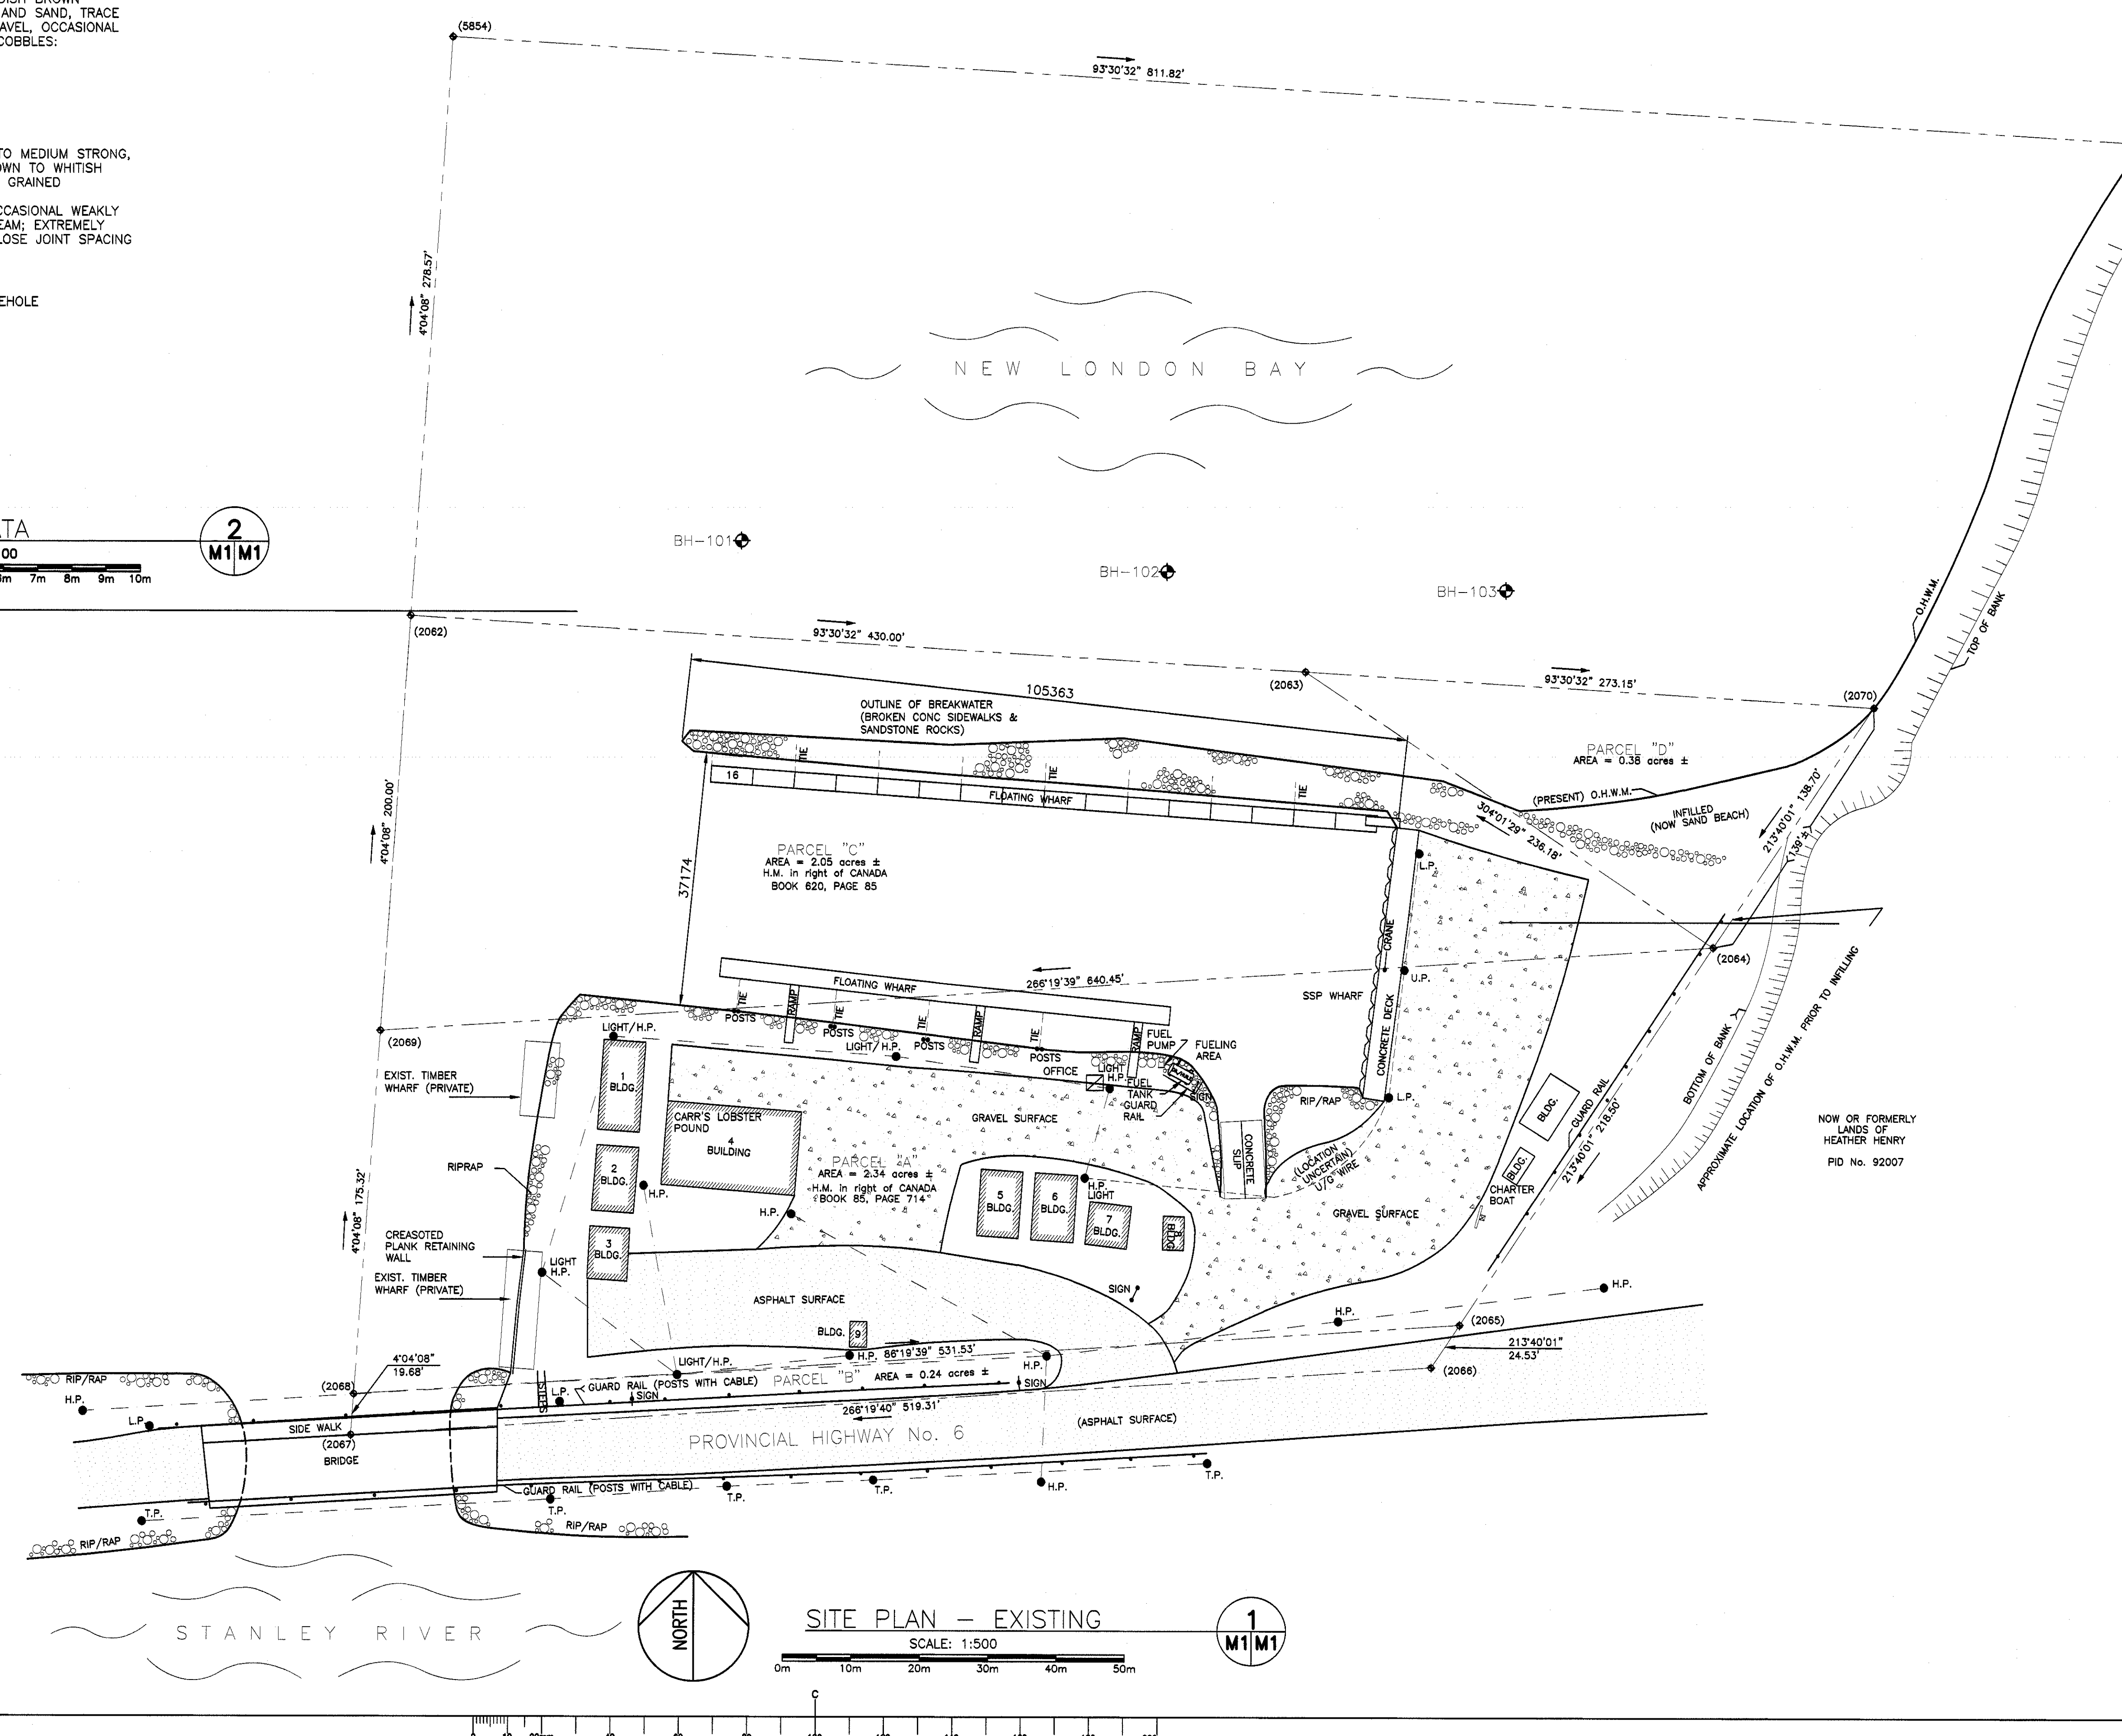 AND SAND, TRACE
AVEL, OCCASIONAL
COBBLES:
TO MEDIUM STRONG,
OWN TO WHITISH
GRAINED
CCASIONAL WEAKLY
EAM; EXTREMELY
LOSE JOINT SPACING
EHOLE
ATA
00
7m 8m 9m 10m
2
M1 M1
(5854)
93°30'32" 811.82'
4°04'08" 278.57'
NEW LONDON BAY
BH-101
BH-102
BH-103
(2062)
93°30'32" 430.00'
(2063)
93°30'32" 273.15'
(2070)
O.H.W.M.
TOP OF BANK
105363
OUTLINE OF BREAKWATER
(BROKEN CONC SIDEWALKS &
SANDSTONE ROCKS)
TIE
TIE
TIE
16
FLOATING WHARF
PARCEL "D"
AREA = 0.38 acres ±
(PRESENT) O.H.W.M.
INFILLED
(NOW SAND BEACH)
304°01'29" 236.18'
213°40'01" 138.70'
(139'±)
4°04'08" 200.00'
37174
PARCEL "C"
AREA = 2.05 acres ±
H.M. in right of CANADA
BOOK 620, PAGE 85
L.P.
CRANE
U.P.
SSP WHARF
CONCRETE DECK
L.P.
(2064)
FLOATING WHARF
266°19'39" 640.45'
TIE
RAMP
TIE
TIE
RAMP
TIE
RAMP
POSTS
POSTS
POSTS
POSTS
(2069)
LIGHT/H.P.
LIGHT/H.P.
OFFICE
LIGHT
H.P.
FUEL
PUMP
FUELING
AREA
FUEL
TANK
GUARD
RAIL
SIGN
EXIST. TIMBER
WHARF (PRIVATE)
1
BLDG.
CARR'S LOBSTER
POUND
4
BUILDING
GRAVEL SURFACE
RIP/RAP
CONCRETE
SLIP
(LOCATION
UNCERTAIN)
U/G WIRE
BLDG.
GUARD RAIL
213°40'01" 218.50'
BOTTOM OF BANK
APPROXIMATE LOCATION OF O.H.W.M. PRIOR TO INFILLING
NOW OR FORMERLY
LANDS OF
HEATHER HENRY
PID No. 92007
RIPRAP
2
BLDG.
H.P.
PARCEL "A"
AREA = 2.34 acres ±
H.M. in right of CANADA
BOOK 85, PAGE 714
H.P.
5
BLDG.
6
BLDG.
H.P.
LIGHT
7
BLDG.
8
BLDG
BLDG.
CHARTER
BOAT
GRAVEL SURFACE
4°04'08" 175.32'
CREASOTED
PLANK RETAINING
WALL
EXIST. TIMBER
WHARF (PRIVATE)
3
BLDG.
LIGHT
H.P.
ASPHALT SURFACE
SIGN
H.P.
H.P.
BLDG.
9
(2065)
213°40'01"
24.53'
(2066)
4°04'08"
19.68'
(2068)
LIGHT/H.P.
H.P.
86°19'39" 531.53'
H.P.
RIP/RAP
H.P.
L.P.
STEPS
L.P.
GUARD RAIL (POSTS WITH CABLE)
SIGN
PARCEL "B"
AREA = 0.24 acres ±
SIGN
266°19'40" 519.31'
(ASPHALT SURFACE)
SIDE WALK
(2067)
BRIDGE
PROVINCIAL HIGHWAY No. 6
GUARD RAIL (POSTS WITH CABLE)
T.P.
T.P.
T.P.
T.P.
H.P.
T.P.
RIP/RAP
RIP/RAP
STANLEY RIVER
NORTH
SITE PLAN - EXISTING
SCALE: 1:500
0m 10m 20m 30m 40m 50m
1
M1 M1
C